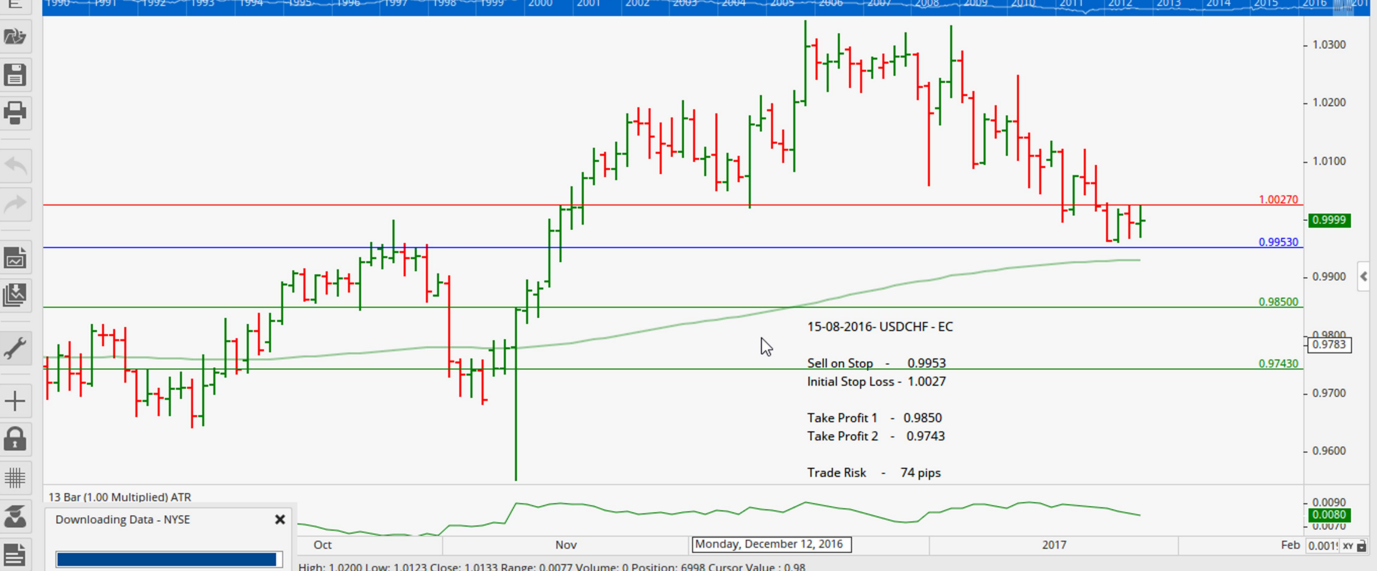 1990 1991 1992 1993 1994 1995 1996 1997 1998 1999 2000 2001 2002 2003 2004 2005 2006 2007 2008 2009 2010 2011 2012 2013 2014 2015 2016
1.0300
1.0200
1.0100
1.00270
0.9999
0.99530
0.9900
0.98500
15-08-2016- USDCHF - EC
0.9800
0.9783
Sell on Stop - 0.9953
0.97430
Initial Stop Loss - 1.0027
0.9700
Take Profit 1 - 0.9850
Take Profit 2 - 0.9743
0.9600
Trade Risk - 74 pips
13 Bar (1.00 Multiplied) ATR
0.0090
0.0080
0.0070
Downloading Data - NYSE
Oct Nov Monday, December 12, 2016 2017 Feb
XY
High: 1.0200 Low: 1.0123 Close: 1.0133 Range: 0.0077 Volume: 0 Position: 6998 Cursor Value : 0.98